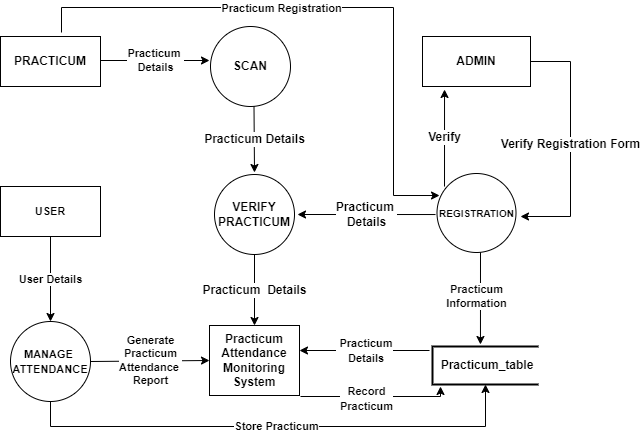 Practicum Registration
PRACTICUM
Practicum
Details
SCAN
ADMIN
Practicum Details
Verify
Verify Registration Form
USER
VERIFY
PRACTICUM
Practicum
Details
REGISTRATION
User Details
Practicum Details
Practicum
Information
MANAGE
ATTENDANCE
Generate
Practicum
Attendance
Report
Practicum
Attendance
Monitoring
System
Practicum
Details
Practicum_table
Record
Practicum
Store Practicum